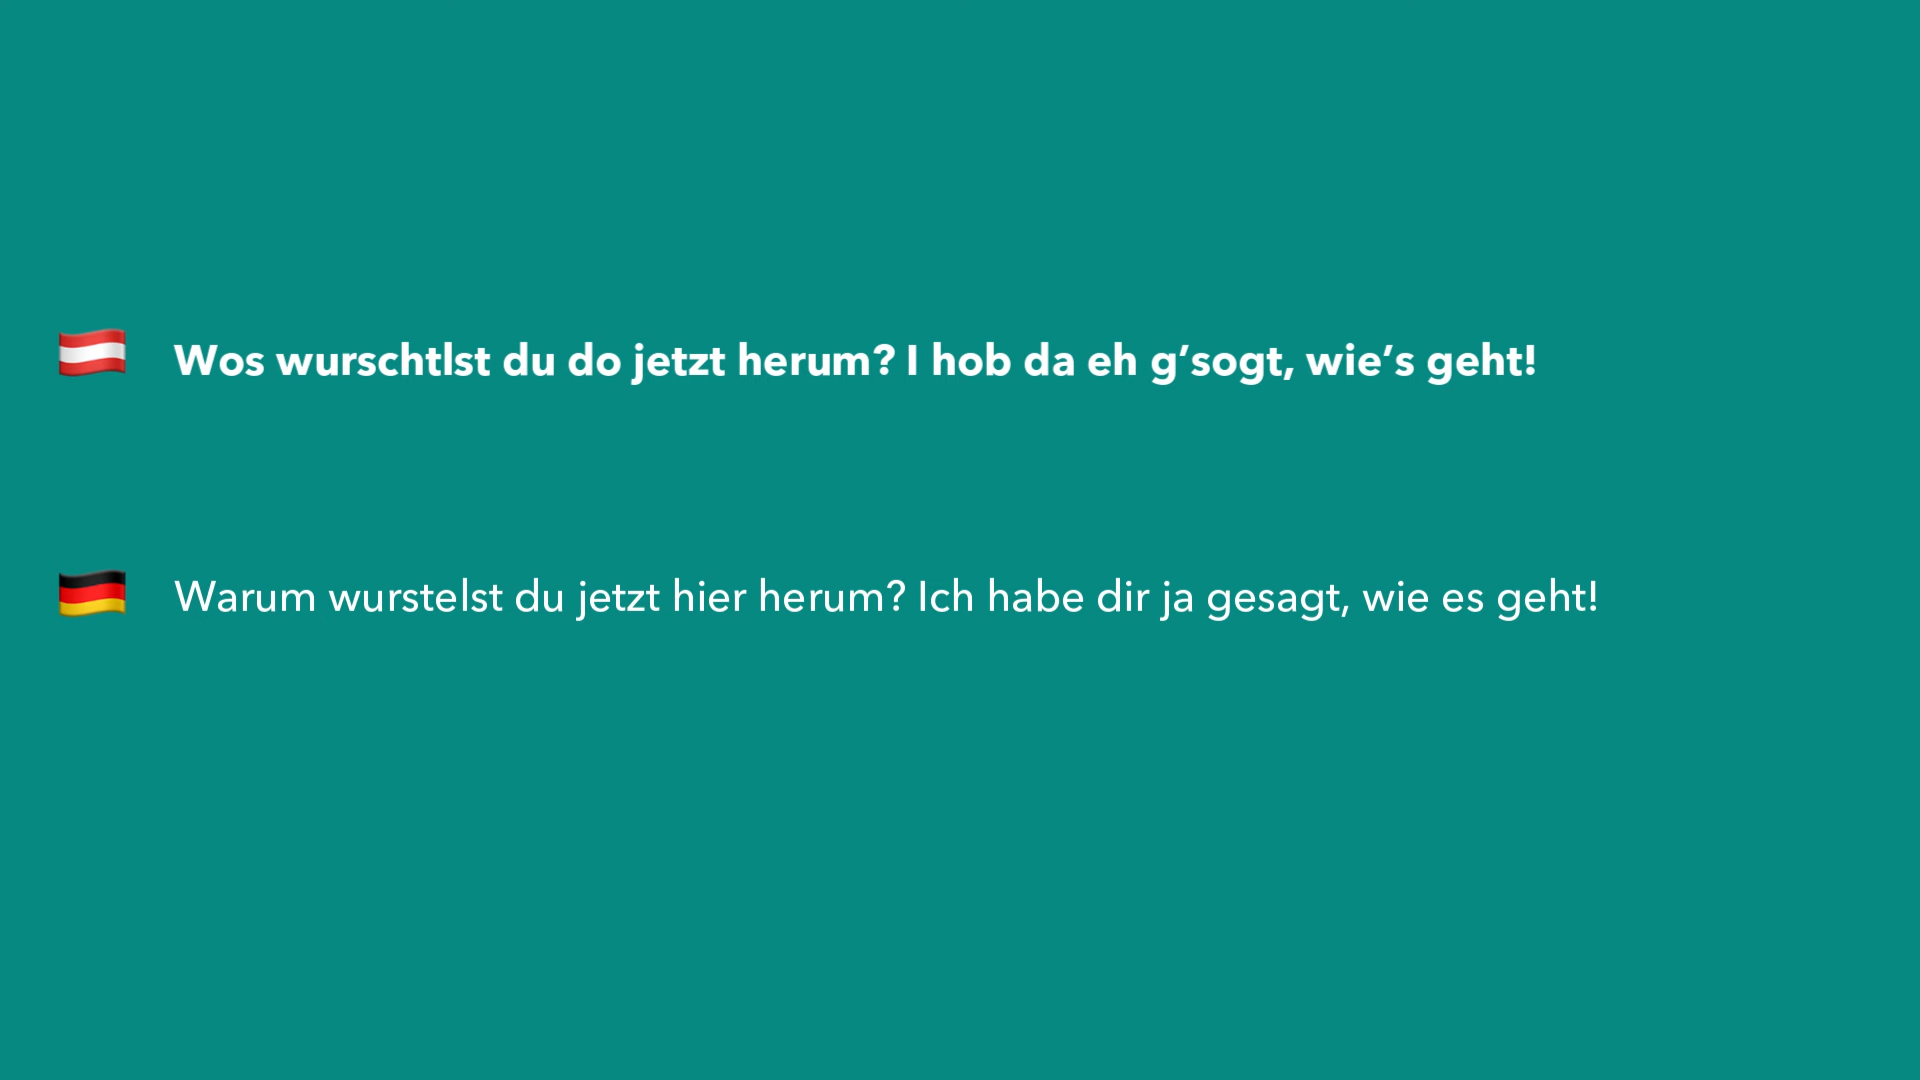 Wos wurschtlst du do jetzt herum? I hob da eh g’sogt, wie’s geht!
Warum wurstelst du jetzt hier herum? Ich habe dir ja gesagt, wie es geht!